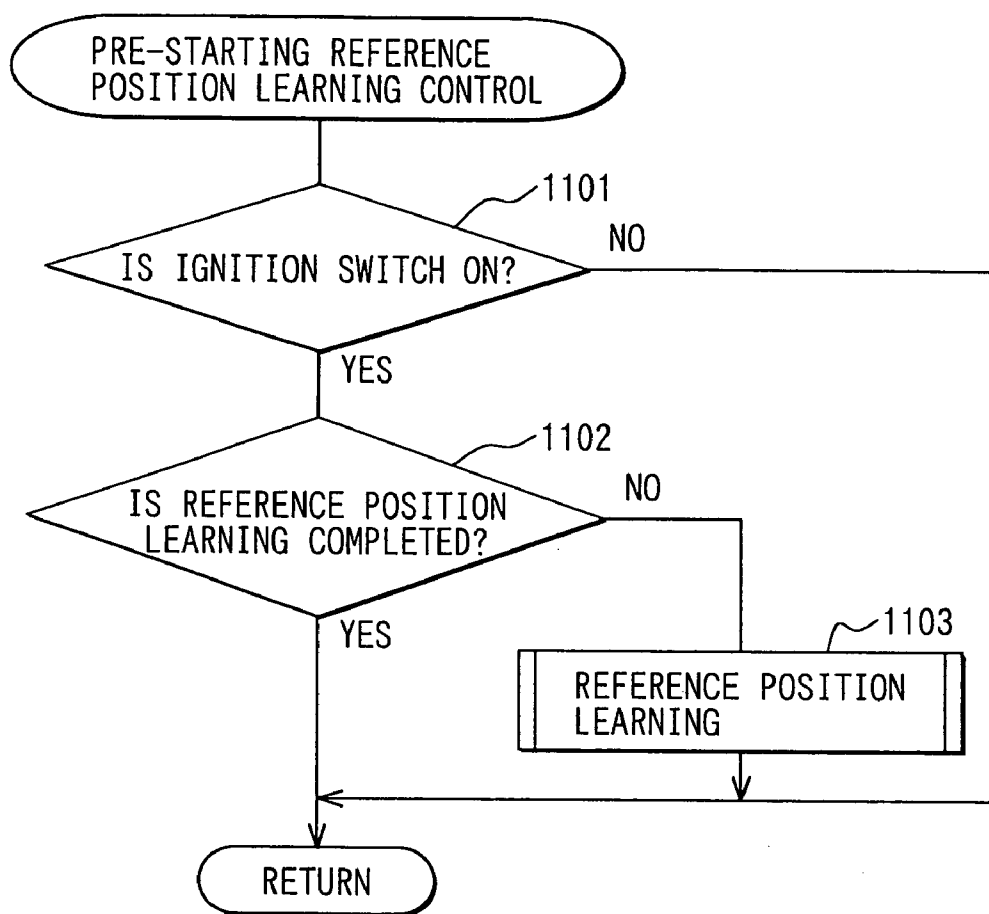 PRE-STARTING REFERENCE
POSITION LEARNING CONTROL
1101
IS IGNITION SWITCH ON?
NO
YES
1102
IS REFERENCE POSITION
LEARNING COMPLETED?
NO
YES
1103
REFERENCE POSITION
LEARNING
RETURN